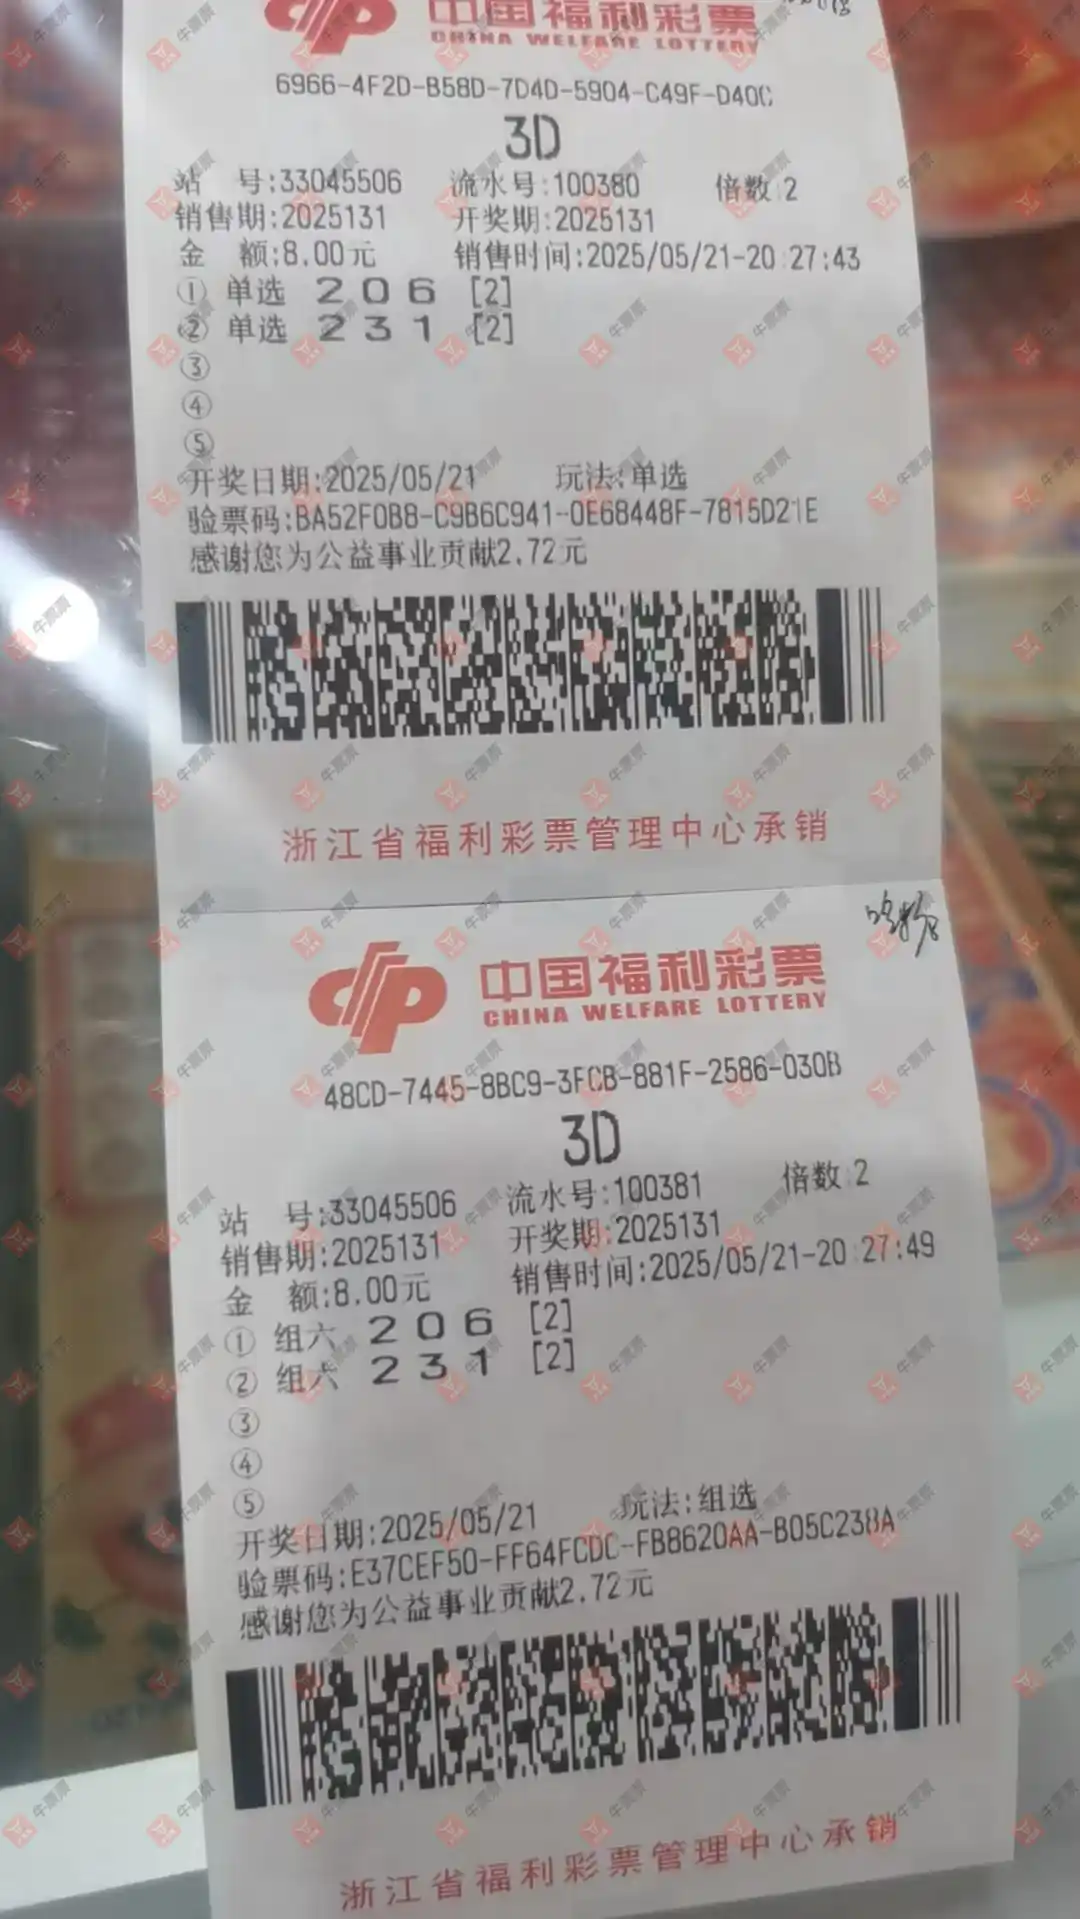 中国福利彩票
CHINA WELFARE LOTTERY
6966-4F2D-B58D-7D4D-5904-C49F-D40C
3D
站 号:33045506 流水号:100380 倍数:2
销售期:2025131 开奖期:2025131
金 额:8.00元 销售时间:2025/05/21-20:27:43
① 单选 2 0 6 [2]
② 单选 2 3 1 [2]
③
④
⑤
开奖日期:2025/05/21 玩法:单选
验票码:BA52F0B8-C9B6C941-0E68448F-7815D21E
感谢您为公益事业贡献2.72元
浙江省福利彩票管理中心承销
中国福利彩票
CHINA WELFARE LOTTERY
48CD-7445-8BC9-3FCB-881F-2586-030B
3D
站 号:33045506 流水号:100381 倍数:2
销售期:2025131 开奖期:2025131
金 额:8.00元 销售时间:2025/05/21-20:27:49
① 组六 2 0 6 [2]
② 组六 2 3 1 [2]
③
④
⑤
开奖日期:2025/05/21 玩法:组选
验票码:E37CEF50-FF64FCDC-FB8620AA-B05C238A
感谢您为公益事业贡献2.72元
浙江省福利彩票管理中心承销
牛票票